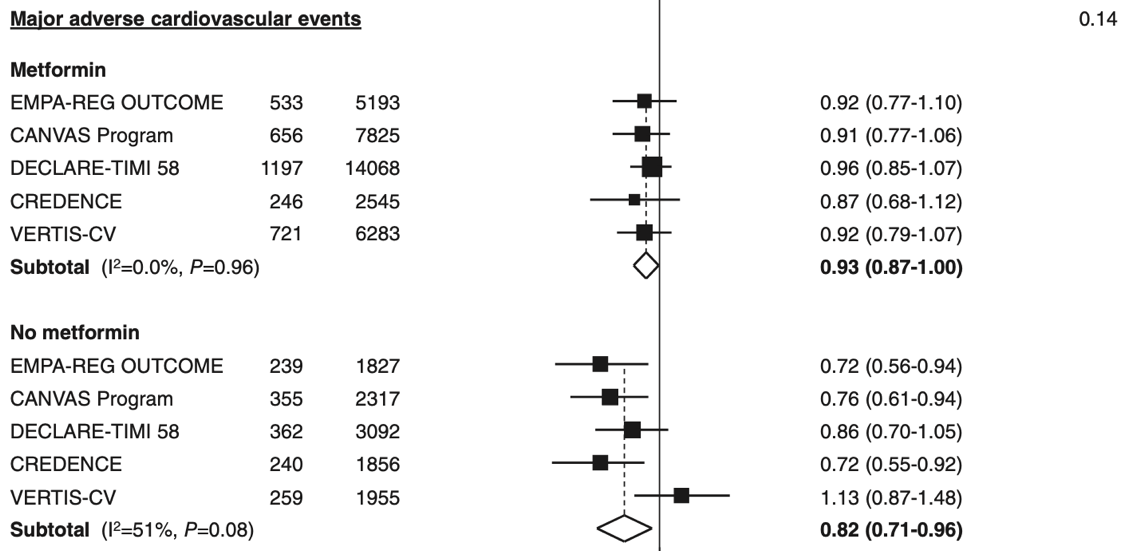 Major adverse cardiovascular events 0.14
Metformin
EMPA-REG OUTCOME 533 5193 0.92 (0.77-1.10)
CANVAS Program 656 7825 0.91 (0.77-1.06)
DECLARE-TIMI 58 1197 14068 0.96 (0.85-1.07)
CREDENCE 246 2545 0.87 (0.68-1.12)
VERTIS-CV 721 6283 0.92 (0.79-1.07)
Subtotal (I²=0.0%, P=0.96) 0.93 (0.87-1.00)
No metformin
EMPA-REG OUTCOME 239 1827 0.72 (0.56-0.94)
CANVAS Program 355 2317 0.76 (0.61-0.94)
DECLARE-TIMI 58 362 3092 0.86 (0.70-1.05)
CREDENCE 240 1856 0.72 (0.55-0.92)
VERTIS-CV 259 1955 1.13 (0.87-1.48)
Subtotal (I²=51%, P=0.08) 0.82 (0.71-0.96)